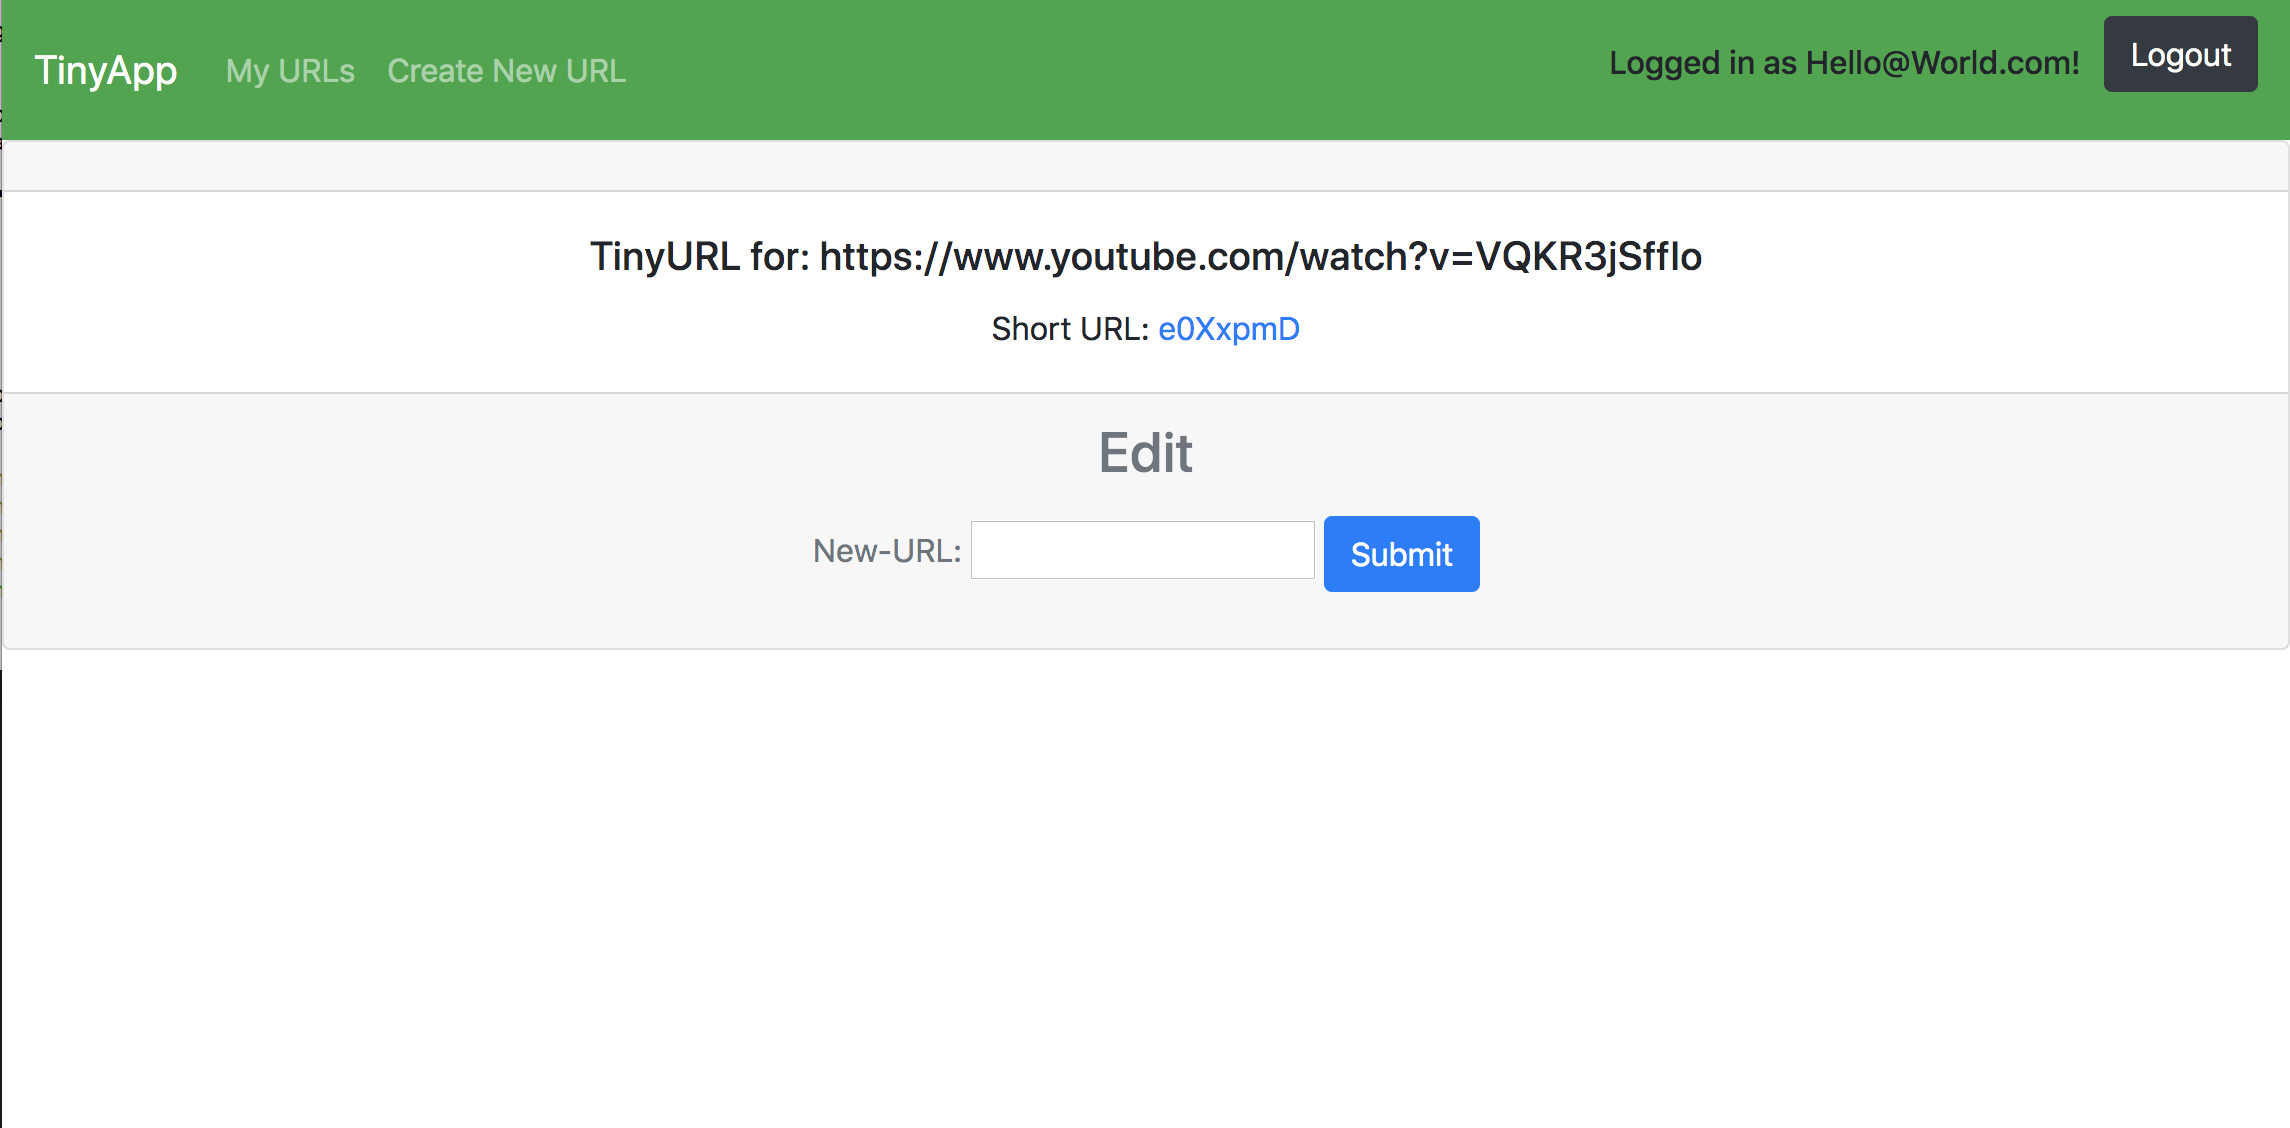 TinyApp My URLs Create New URL Logged in as Hello@World.com! Logout
TinyURL for: https://www.youtube.com/watch?v=VQKR3jSffIo
Short URL: e0XxpmD
Edit
New-URL: Submit